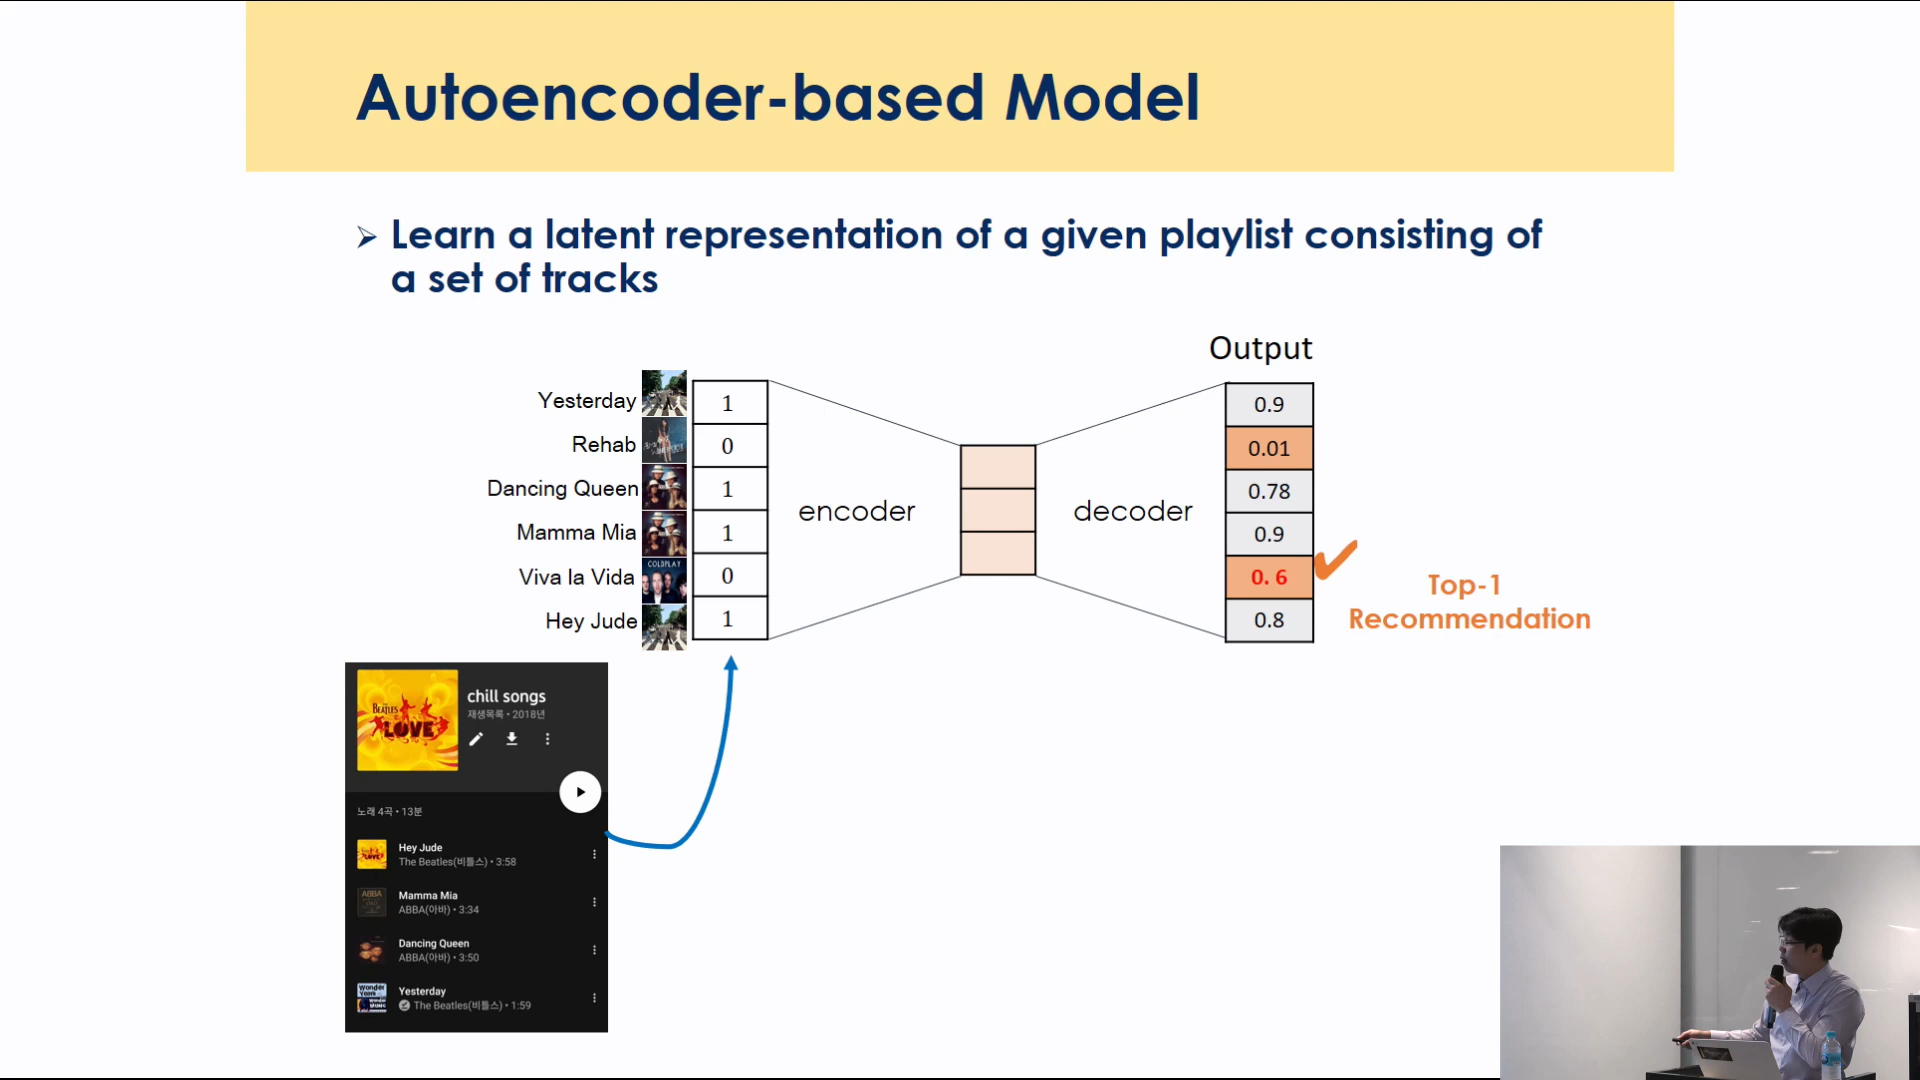 Autoencoder-based Model
➢ Learn a latent representation of a given playlist consisting of
a set of tracks
Output
Yesterday 1 0.9
Rehab 0 0.01
Dancing Queen 1 0.78
Mamma Mia 1 0.9
COLDPLAY
Viva la Vida 0 0. 6
Hey Jude 1 0.8
encoder
decoder
Top-1
Recommendation
BEATLES
LOVE
chill songs
재생목록 • 2018년
노래 4곡 • 13분
LOVE
Hey Jude
The Beatles(비틀스) • 3:58
ABBA
Mamma Mia
ABBA(아바) • 3:34
Dancing Queen
ABBA(아바) • 3:50
Yesterday
The Beatles(비틀스) • 1:59